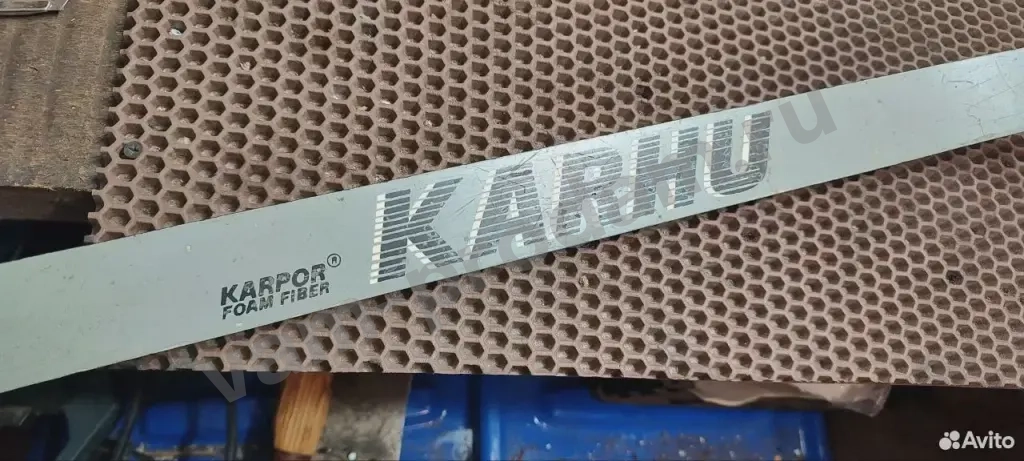 KARHU
KARPOR®
FOAM FIBER
Avito